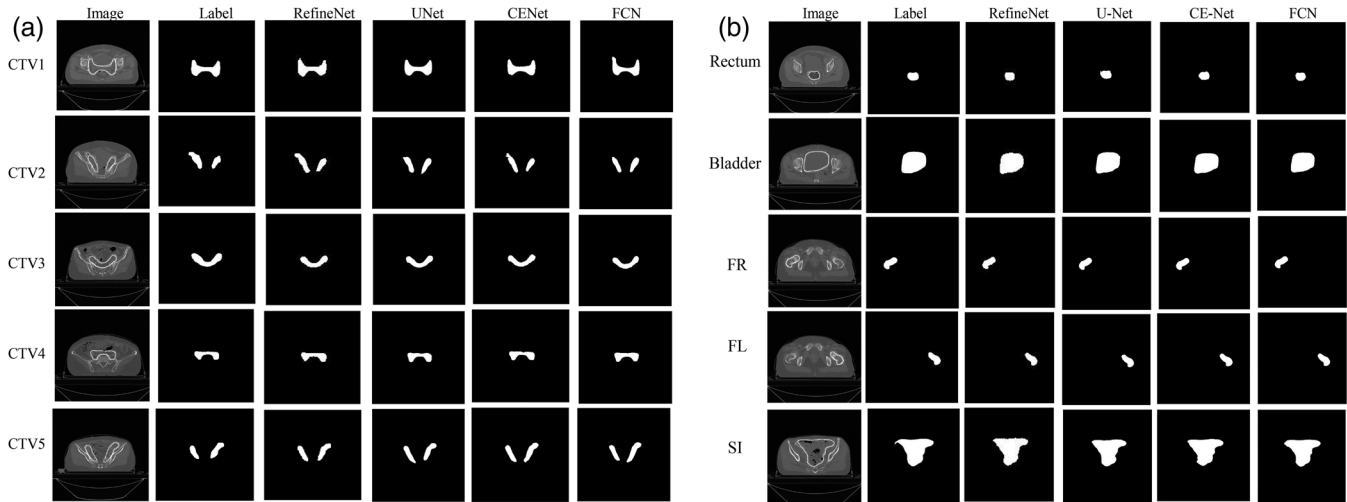 (a)
Image Label RefineNet UNet CENet FCN
CTV1
CTV2
CTV3
CTV4
CTV5
(b)
Image Label RefineNet U-Net CE-Net FCN
Rectum
Bladder
FR
FL
SI